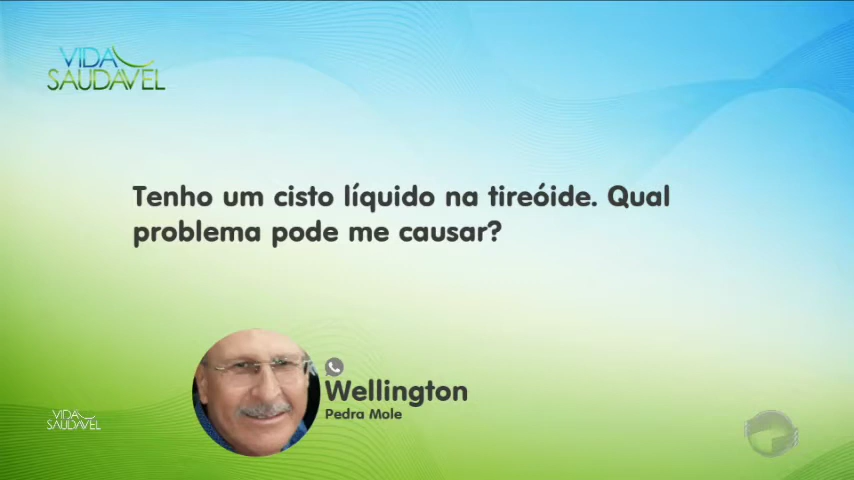 VIDA
SAUDÁVEL
Tenho um cisto líquido na tireóide. Qual
problema pode me causar?
Wellington
Pedra Mole
VIDA
SAUDÁVEL